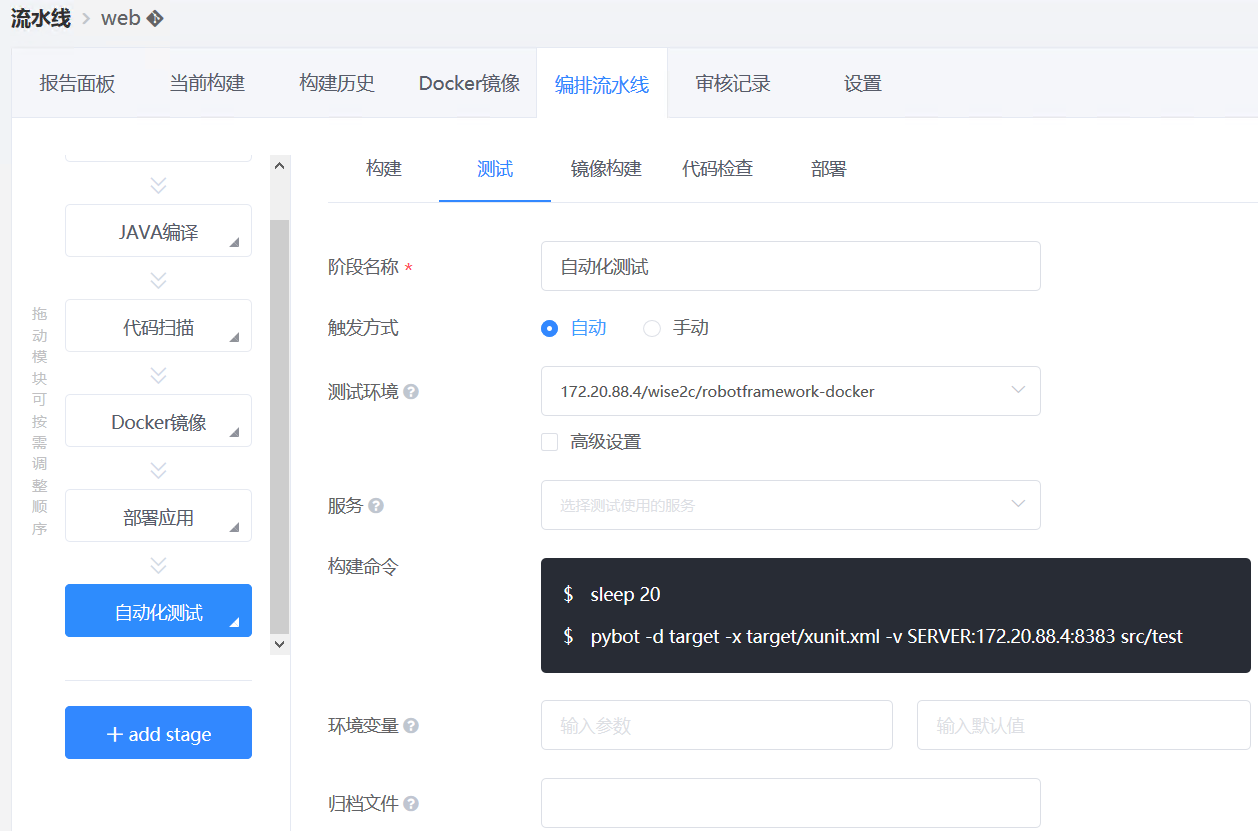 流水线 > web
报告面板 当前构建 构建历史 Docker镜像 编排流水线 审核记录 设置
拖动模块可按需调整顺序
JAVA编译
代码扫描
Docker镜像
部署应用
自动化测试
+ add stage
构建 测试 镜像构建 代码检查 部署
阶段名称 * 自动化测试
触发方式 自动 手动
测试环境 ? 172.20.88.4/wise2c/robotframework-docker
高级设置
服务 ? 选择测试使用的服务
构建命令
$ sleep 20
$ pybot -d target -x target/xunit.xml -v SERVER:172.20.88.4:8383 src/test
环境变量 ? 输入参数 输入默认值
归档文件 ?